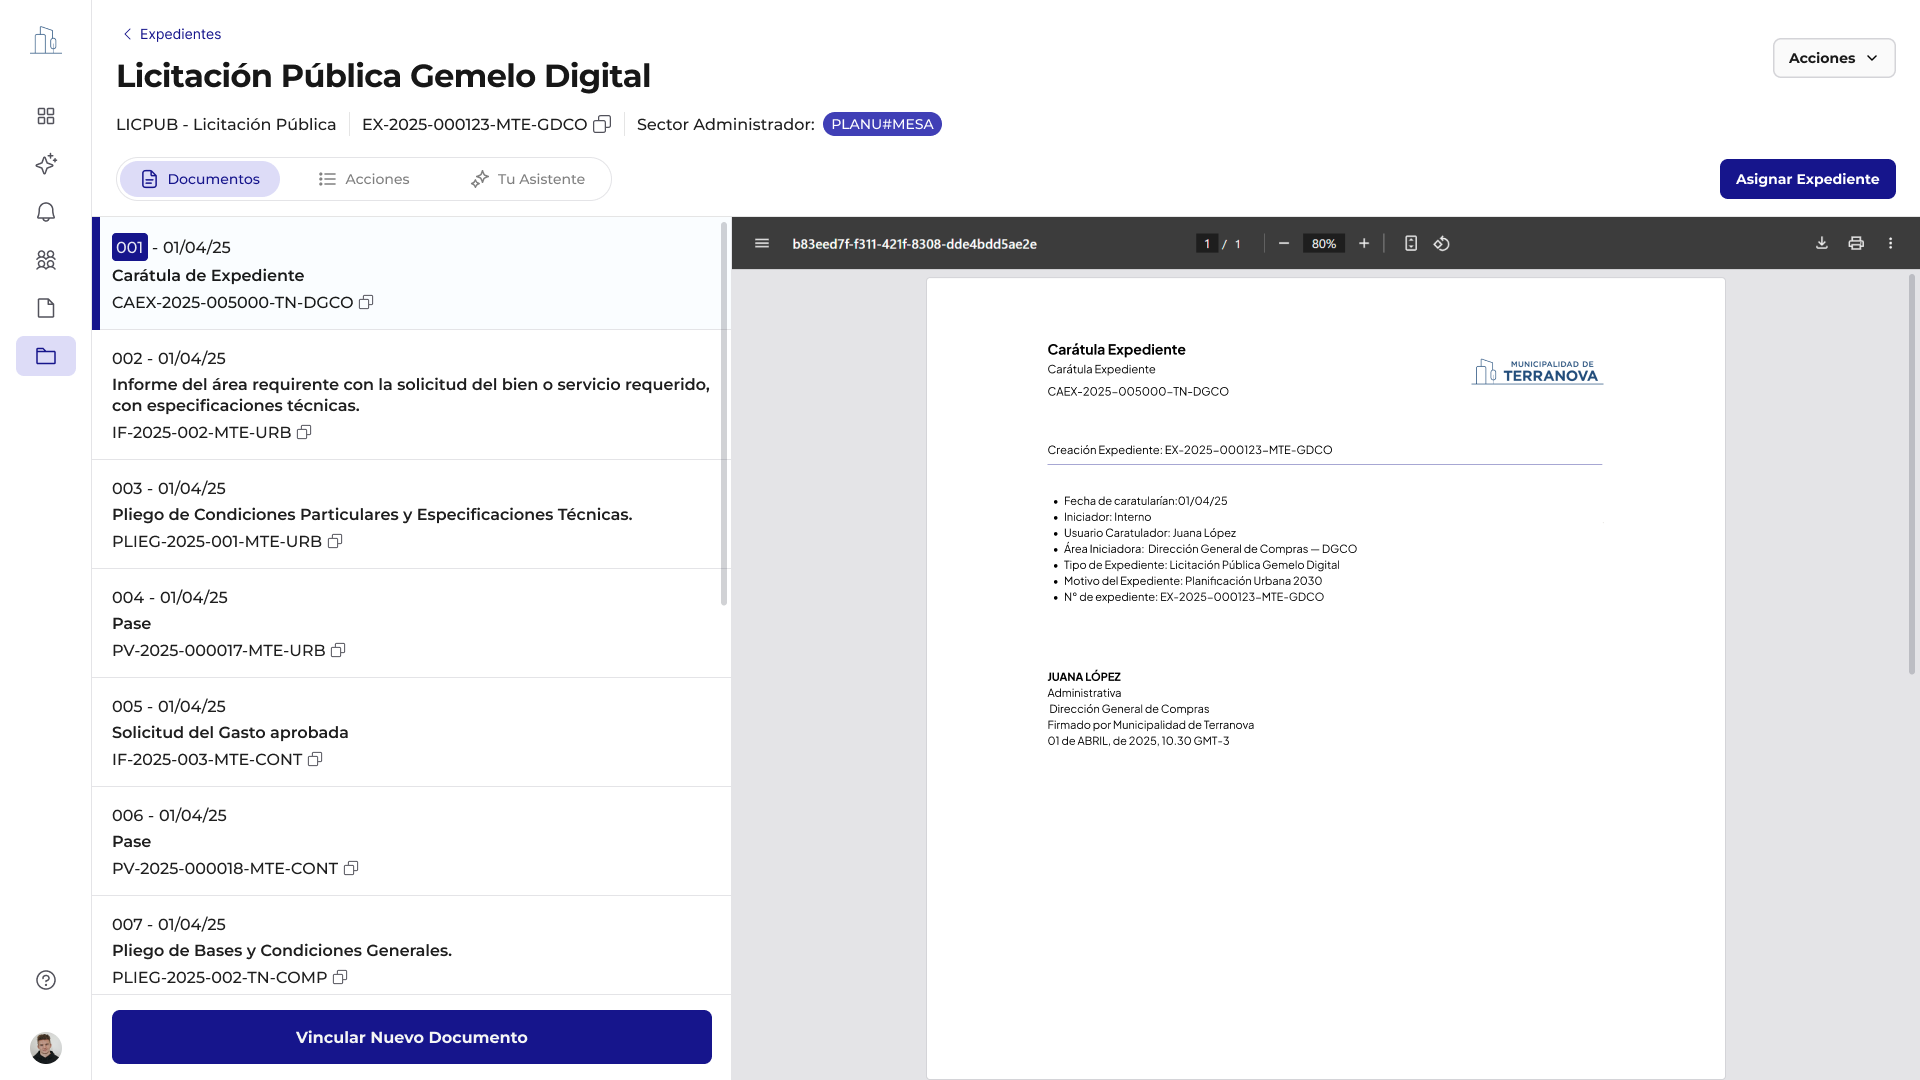 Expedientes
Licitación Pública Gemelo Digital
Acciones
LICPUB - Licitación Pública
EX-2025-000123-MTE-GDCO
Sector Administrador: PLANU#MESA
Documentos
Acciones
Tu Asistente
Asignar Expediente
001 - 01/04/25
Carátula de Expediente
CAEX-2025-005000-TN-DGCO
002 - 01/04/25
Informe del área requirente con la solicitud del bien o servicio requerido,
con especificaciones técnicas.
IF-2025-002-MTE-URB
003 - 01/04/25
Pliego de Condiciones Particulares y Especificaciones Técnicas.
PLIEG-2025-001-MTE-URB
004 - 01/04/25
Pase
PV-2025-000017-MTE-URB
005 - 01/04/25
Solicitud del Gasto aprobada
IF-2025-003-MTE-CONT
006 - 01/04/25
Pase
PV-2025-000018-MTE-CONT
007 - 01/04/25
Pliego de Bases y Condiciones Generales.
PLIEG-2025-002-TN-COMP
Vincular Nuevo Documento
b83eed7f-f311-421f-8308-dde4bdd5ae2e
1 / 1
80%
Carátula Expediente
Carátula Expediente
CAEX-2025-005000-TN-DGCO
MUNICIPALIDAD DE
TERRANOVA
Creación Expediente: EX-2025-000123-MTE-GDCO
• Fecha de caratularían:01/04/25
• Iniciador: Interno
• Usuario Caratulador: Juana López
• Área Iniciadora: Dirección General de Compras — DGCO
• Tipo de Expediente: Licitación Pública Gemelo Digital
• Motivo del Expediente: Planificación Urbana 2030
• N° de expediente: EX-2025-000123-MTE-GDCO
JUANA LÓPEZ
Administrativa
Dirección General de Compras
Firmado por Municipalidad de Terranova
01 de ABRIL, de 2025, 10.30 GMT-3